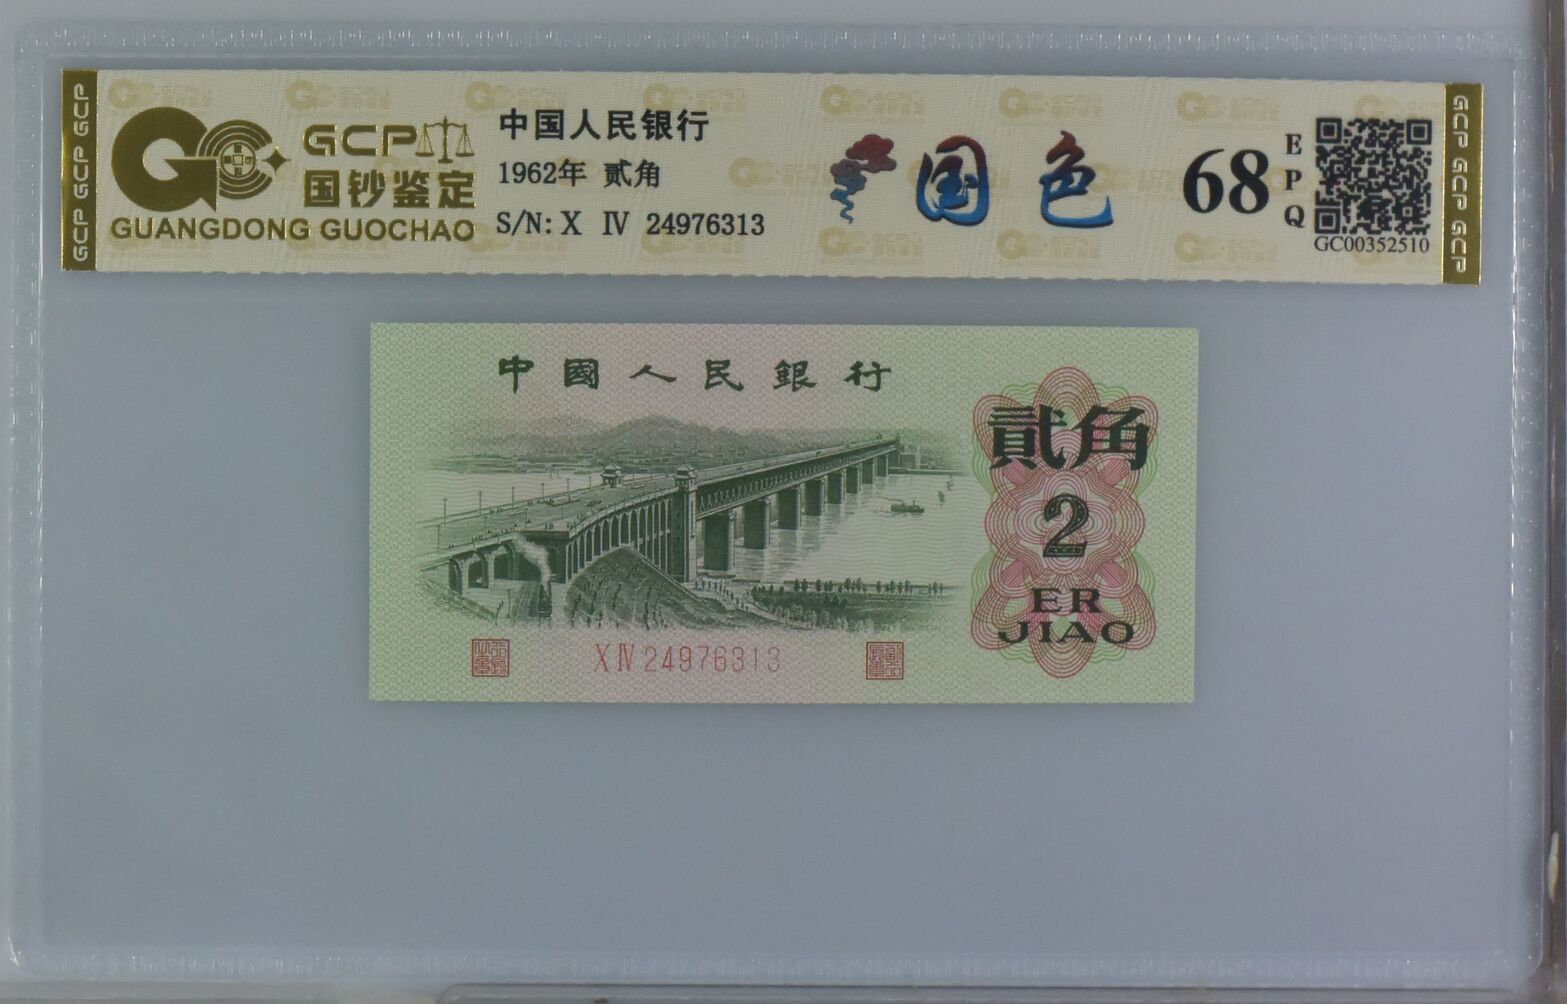 GCP GCP GCP
GCP
国钞鉴定
GUANGDONG GUOCHAO
中国人民银行
1962年 贰角
S/N: X Ⅳ 24976313
国色
68
EPQ
GC00352510
GCP GCP GCP
中國人民銀行
貳角
2
ER
JIAO
X Ⅳ 24976313